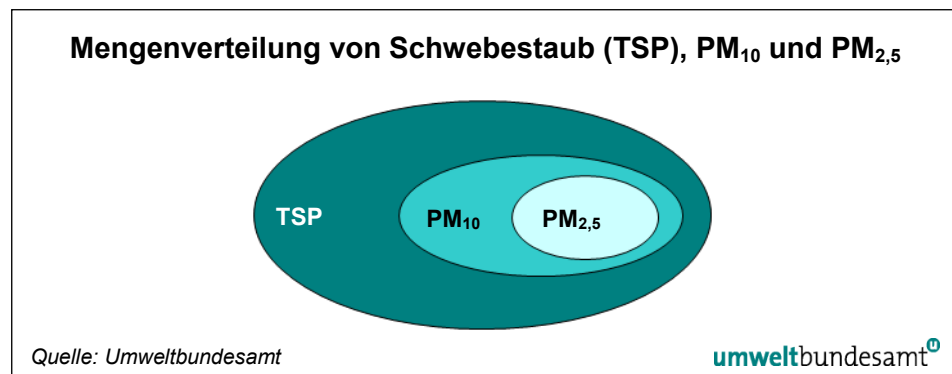 Mengenverteilung von Schwebestaub (TSP), PM₁₀ und PM₂,₅
TSP
PM₁₀
PM₂,₅
Quelle: Umweltbundesamt
umweltbundesamt ⓤ